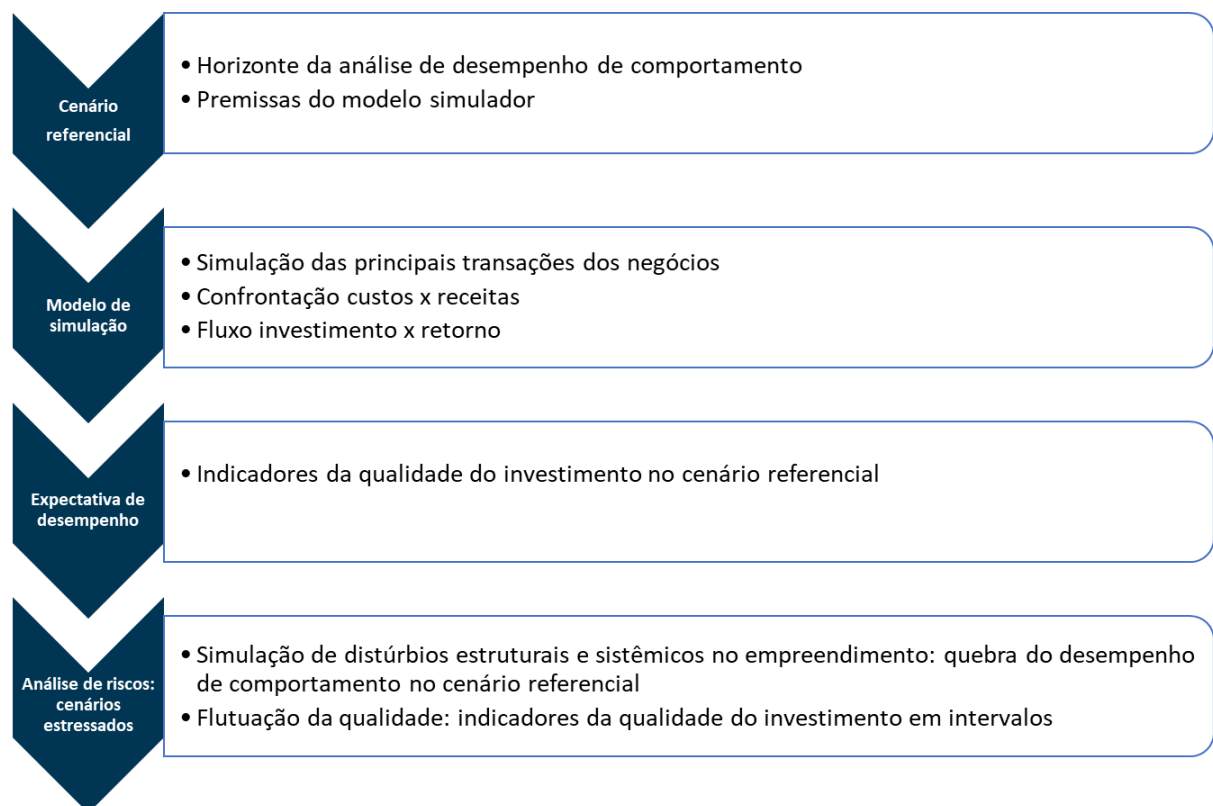 Cenário
referencial
• Horizonte da análise de desempenho de comportamento
• Premissas do modelo simulador
Modelo de
simulação
• Simulação das principais transações dos negócios
• Confrontação custos x receitas
• Fluxo investimento x retorno
Expectativa de
desempenho
• Indicadores da qualidade do investimento no cenário referencial
Análise de riscos:
cenários
estressados
• Simulação de distúrbios estruturais e sistêmicos no empreendimento: quebra do desempenho
de comportamento no cenário referencial
• Flutuação da qualidade: indicadores da qualidade do investimento em intervalos